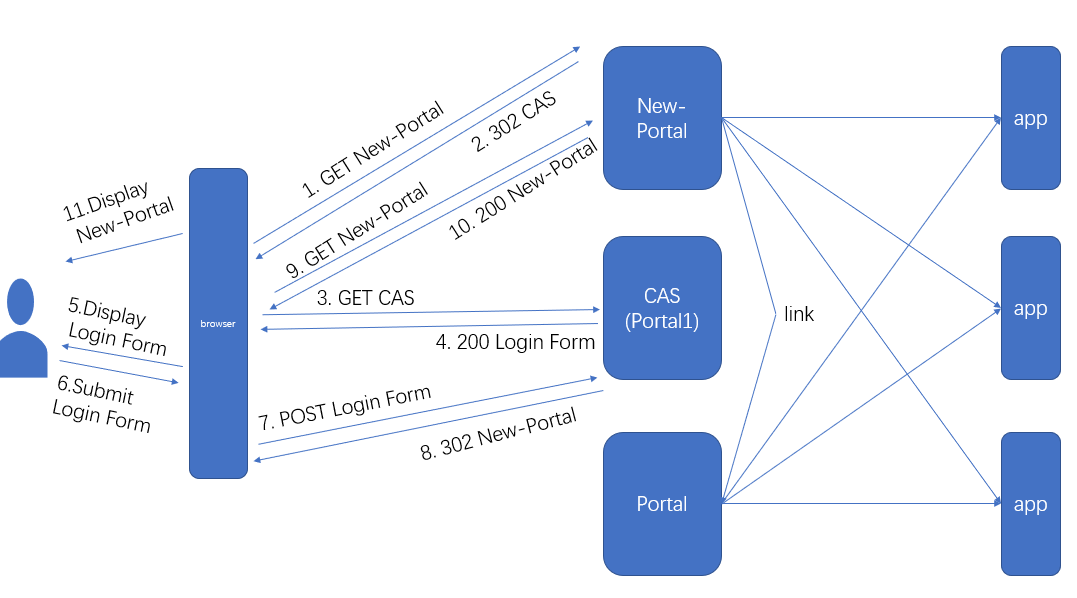 1. GET New-Portal
2. 302 CAS
9. GET New-Portal
10. 200 New-Portal
11.Display
New-Portal
3. GET CAS
4. 200 Login Form
5.Display
Login Form
6.Submit
Login Form
7. POST Login Form
8. 302 New-Portal
browser
New-
Portal
CAS
(Portal1)
Portal
link
app
app
app